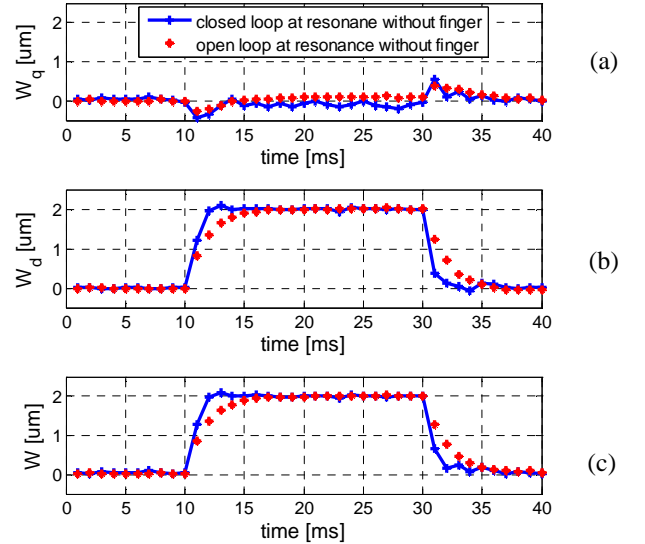 closed loop at resonane without finger
open loop at resonance without finger
W_q [um]
2
1
0
0 5 10 15 20 25 30 35 40
time [ms]
(a)
W_d [um]
2
1
0
0 5 10 15 20 25 30 35 40
time [ms]
(b)
W [um]
2
1
0
0 5 10 15 20 25 30 35 40
time [ms]
(c)